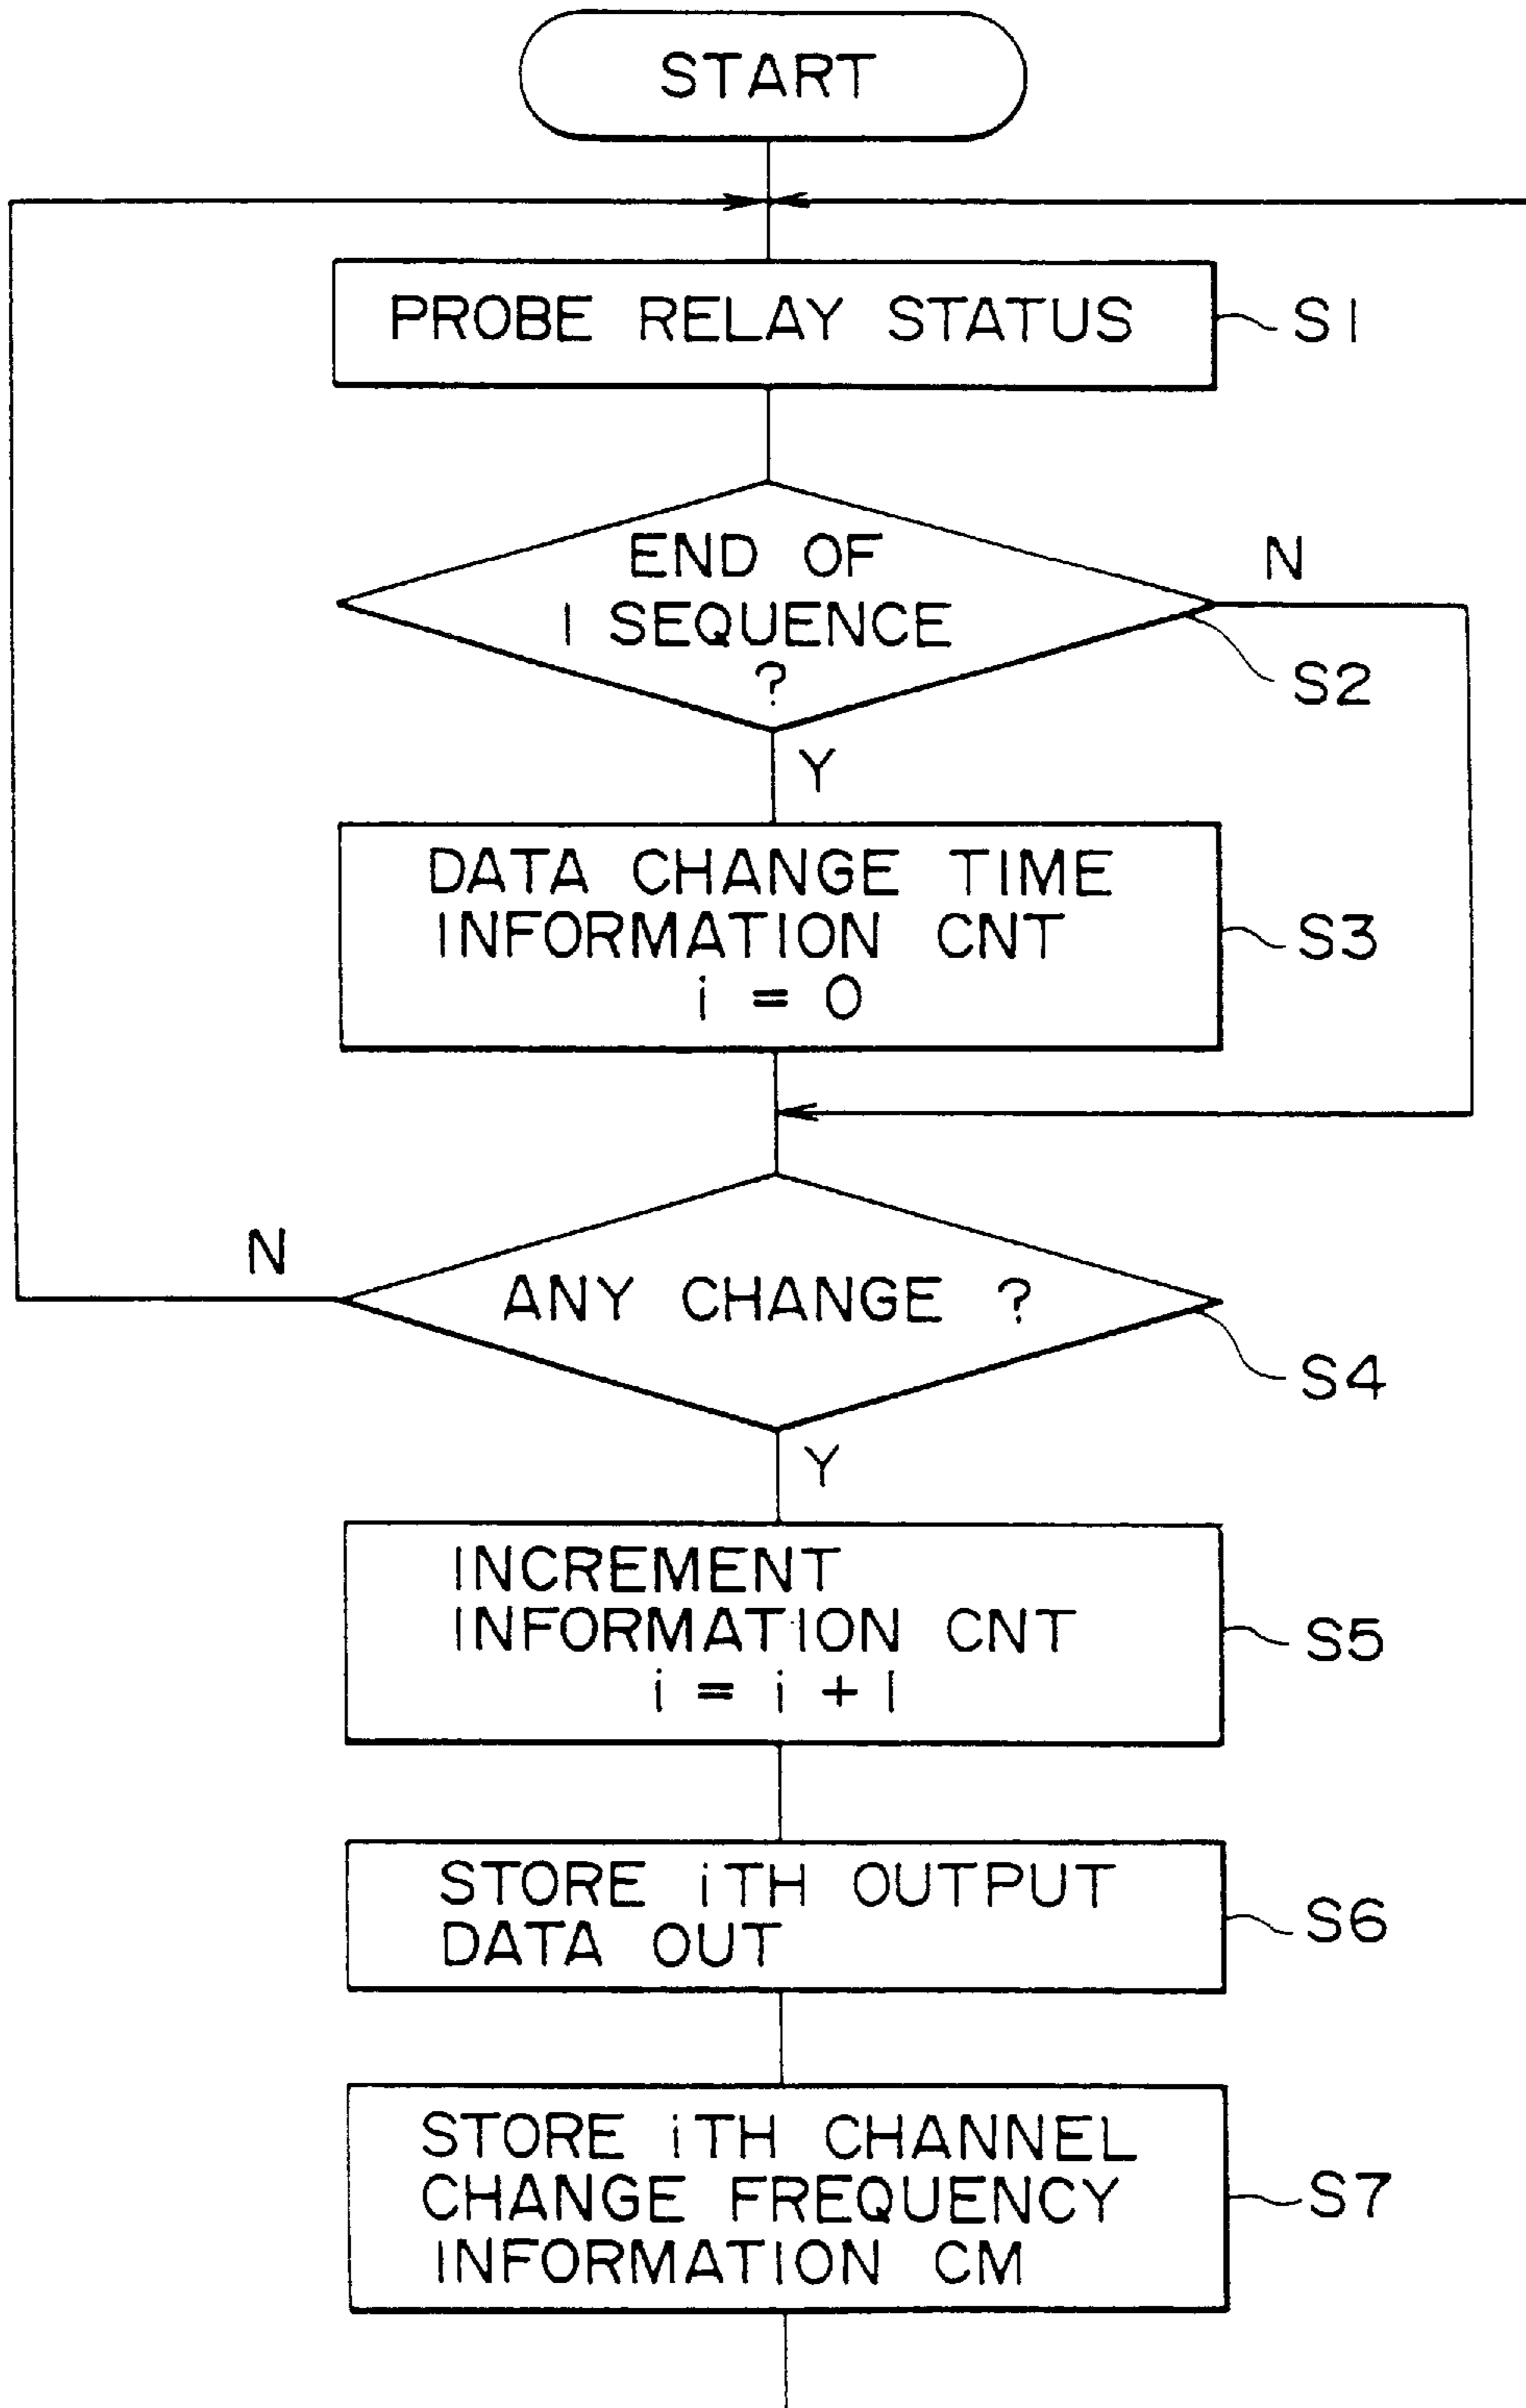 START
PROBE RELAY STATUS
S1
END OF
1 SEQUENCE
?
N
S2
Y
DATA CHANGE TIME
INFORMATION CNT
i = 0
S3
N
ANY CHANGE ?
S4
Y
INCREMENT
INFORMATION CNT
i = i + 1
S5
STORE iTH OUTPUT
DATA OUT
S6
STORE iTH CHANNEL
CHANGE FREQUENCY
INFORMATION CM
S7